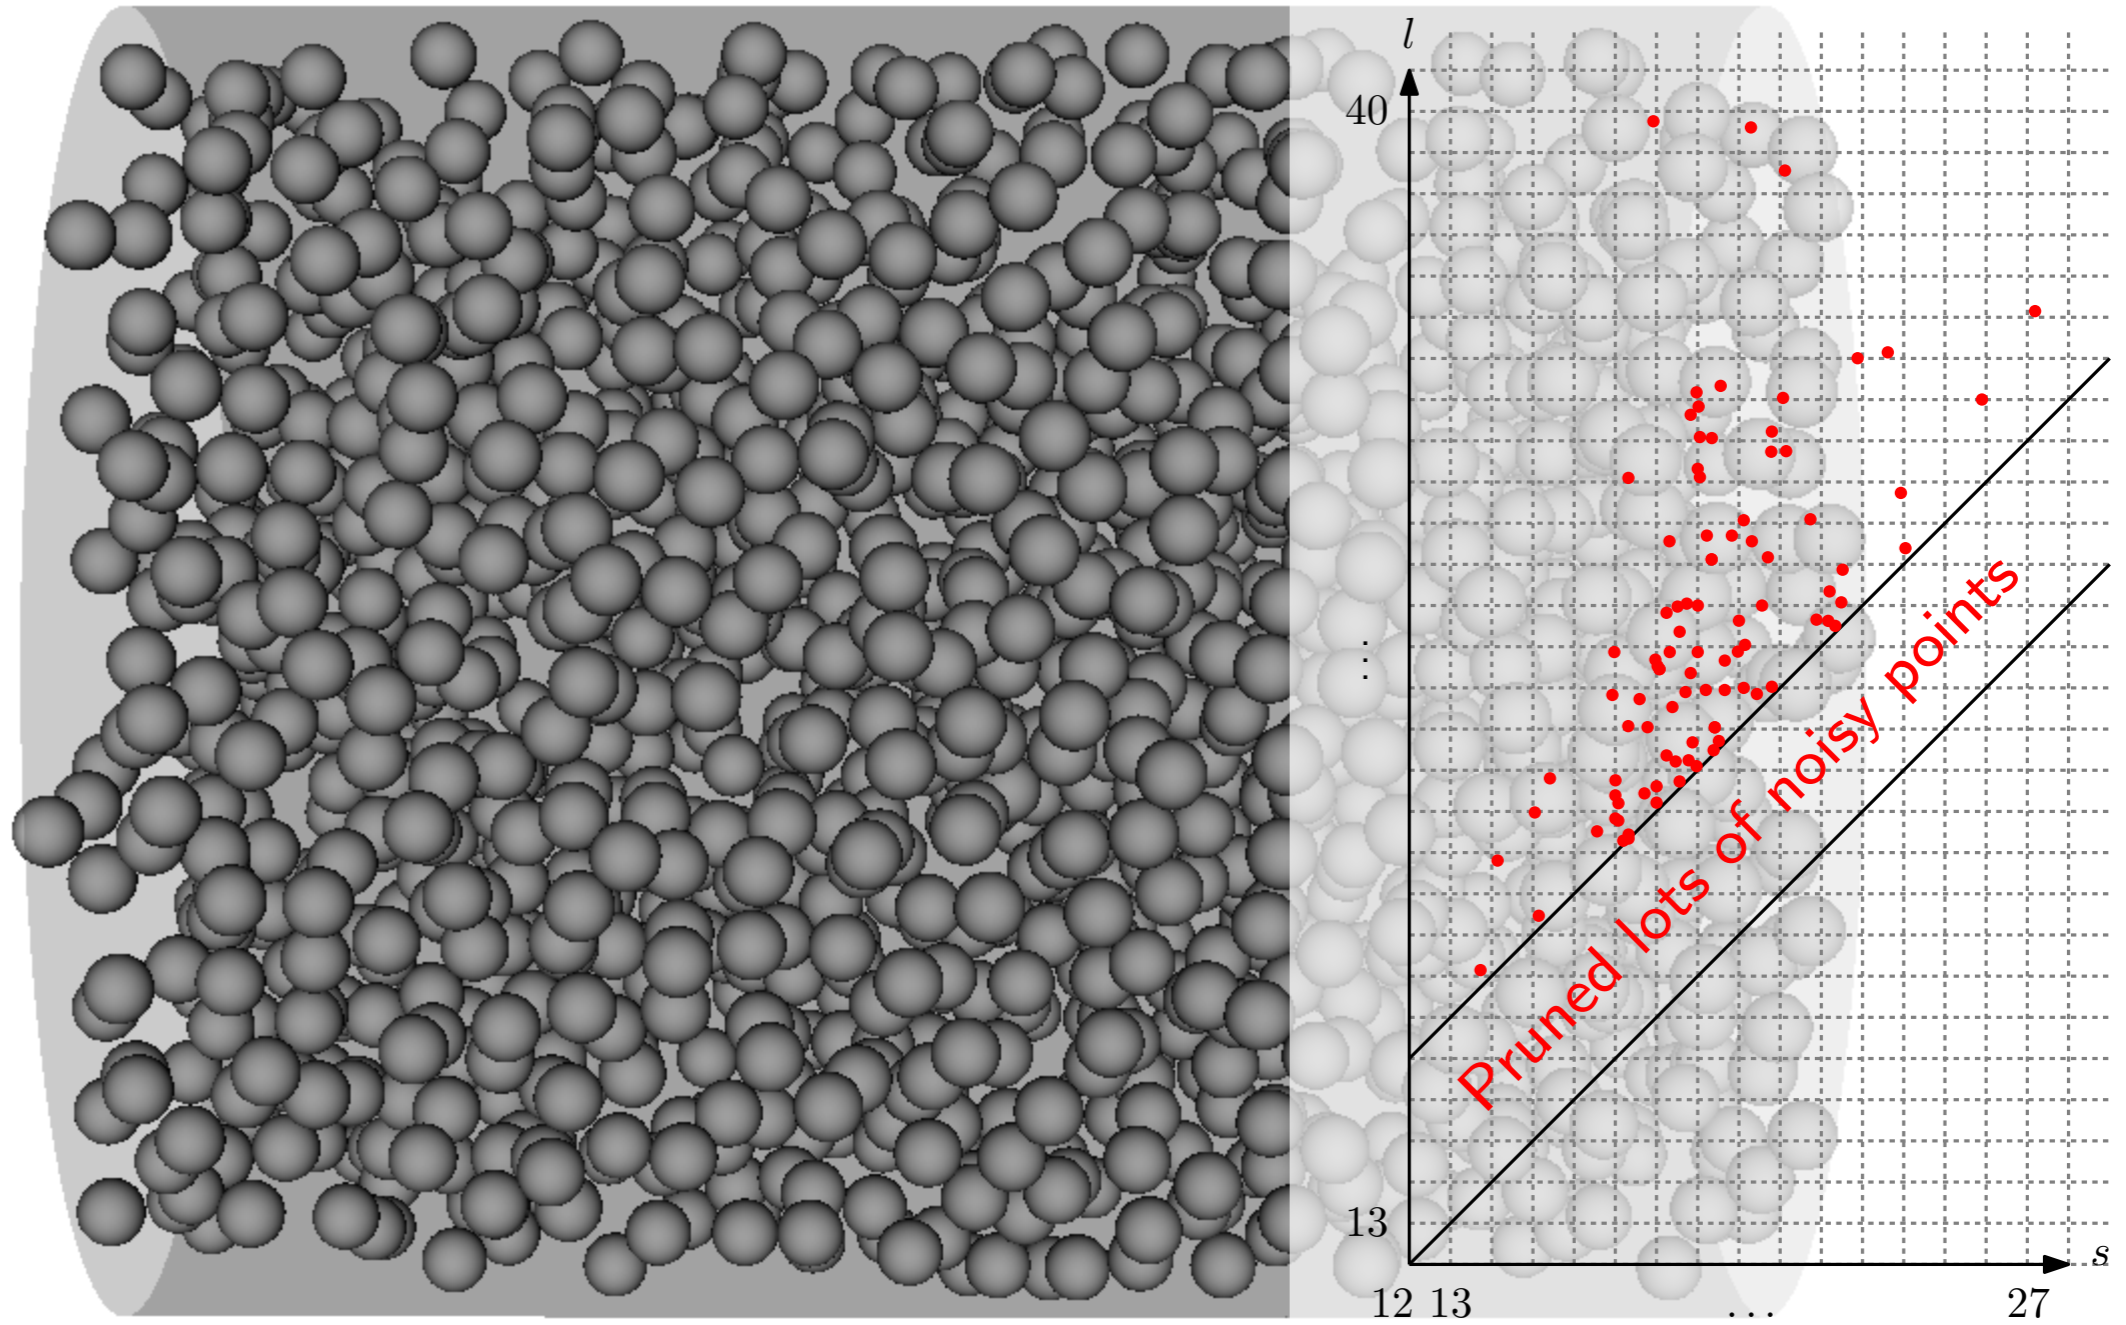 l
40
⋮
Pruned lots of noisy points
13
s
12 13 ... 27